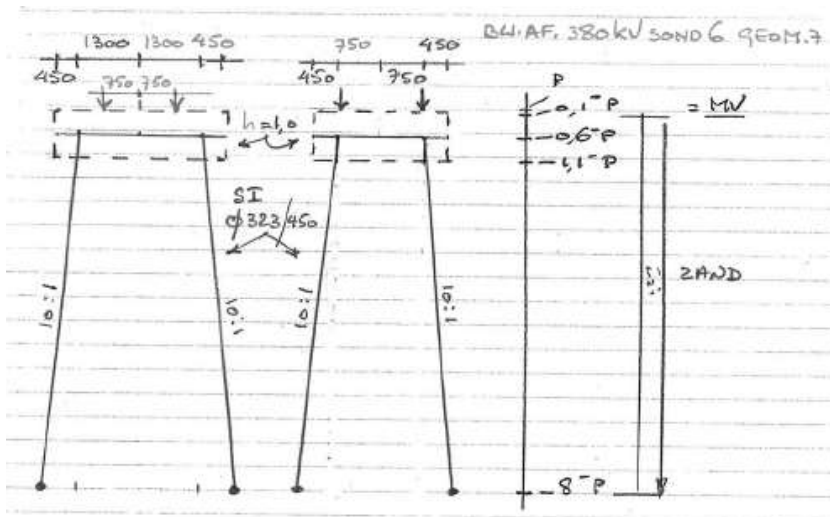 BLI.AF. 380kV SOND 6 GEOM.7
1300 1300 450
450
750 750
750 450
450 750
h=1,0
P
0,1⁻P = MV
0,6⁻P
1,1⁻P
SI
ϕ323/450
10:1
10:1
10:1
10:1
ZAND
8⁻P